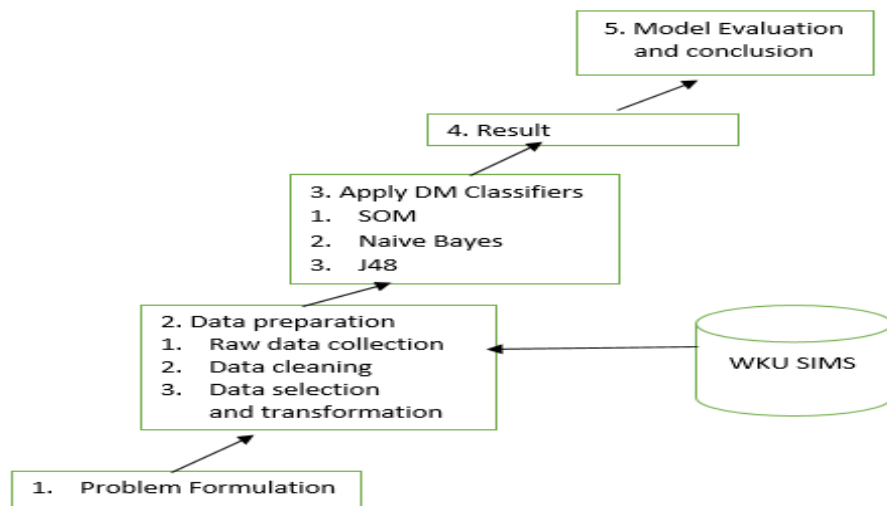 5. Model Evaluation
and conclusion
4. Result
3. Apply DM Classifiers
1. SOM
2. Naive Bayes
3. J48
2. Data preparation
1. Raw data collection
2. Data cleaning
3. Data selection
and transformation
WKU SIMS
1. Problem Formulation